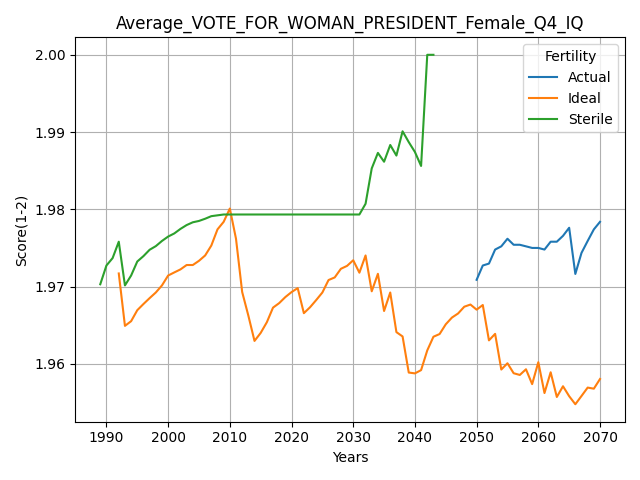 Average_VOTE_FOR_WOMAN_PRESIDENT_Female_Q4_IQ
Fertility
Actual
Ideal
Sterile
Score(1-2)
2.00
1.99
1.98
1.97
1.96
1990 2000 2010 2020 2030 2040 2050 2060 2070
Years